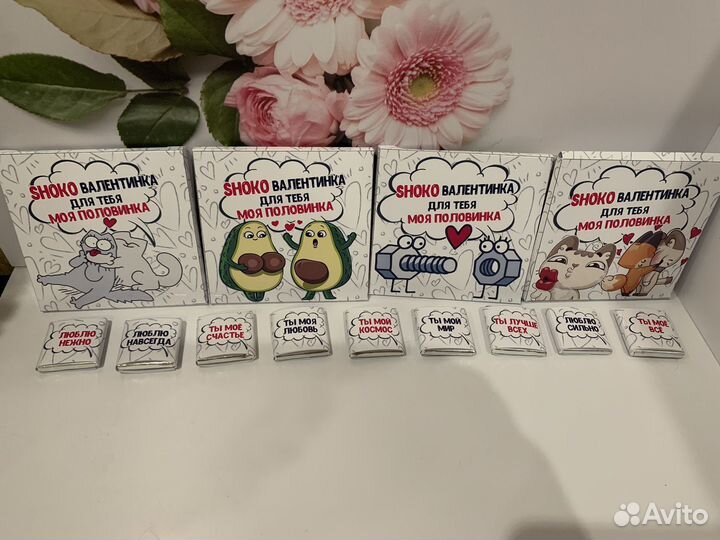 SHOKO ВАЛЕНТИНКА
ДЛЯ ТЕБЯ
МОЯ ПОЛОВИНКА
SHOKO ВАЛЕНТИНКА
ДЛЯ ТЕБЯ
МОЯ ПОЛОВИНКА
SHOKO ВАЛЕНТИНКА
ДЛЯ ТЕБЯ
МОЯ ПОЛОВИНКА
SHOKO ВАЛЕНТИНКА
ДЛЯ ТЕБЯ
МОЯ ПОЛОВИНКА
ЛЮБЛЮ
НЕЖНО
ЛЮБЛЮ
НАВСЕГДА
ТЫ МОЁ
СЧАСТЬЕ
ТЫ МОЯ
ЛЮБОВЬ
ТЫ МОЙ
КОСМОС
ТЫ МОЙ
МИР
ТЫ ЛУЧШЕ
ВСЕХ
ЛЮБЛЮ
СИЛЬНО
ТЫ МОЕ
ВСЁ
Avito